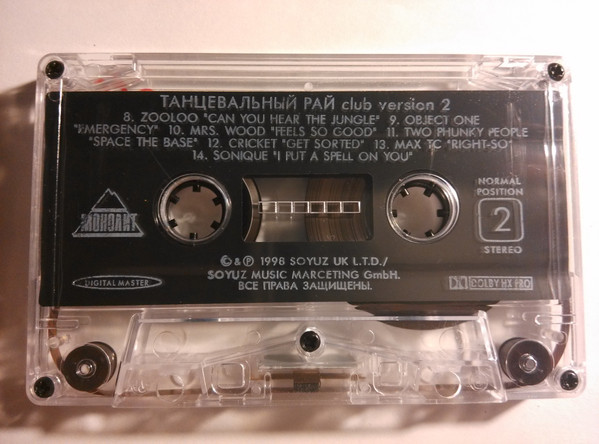 ТАНЦЕВАЛЬНЫЙ РАЙ club version 2
8. ZOOLOO "CAN YOU HEAR THE JUNGLE" 9. OBJECT ONE
"EMERGENCY" 10. MRS. WOOD "FEELS SO GOOD" 11. TWO PHUNKY PEOPLE
"SPACE THE BASE" 12. CRICKET "GET SORTED" 13. MAX TC "RIGHT-SO"
14. SONIQUE "I PUT A SPELL ON YOU"
МОНОЛИТ
NORMAL
POSITION
2
STEREO
DIGITAL MASTER
©&℗ 1998 SOYUZ UK L.T.D./
SOYUZ MUSIC MARCETING GmbH.
ВСЕ ПРАВА ЗАЩИЩЕНЫ.
DOLBY HX PRO